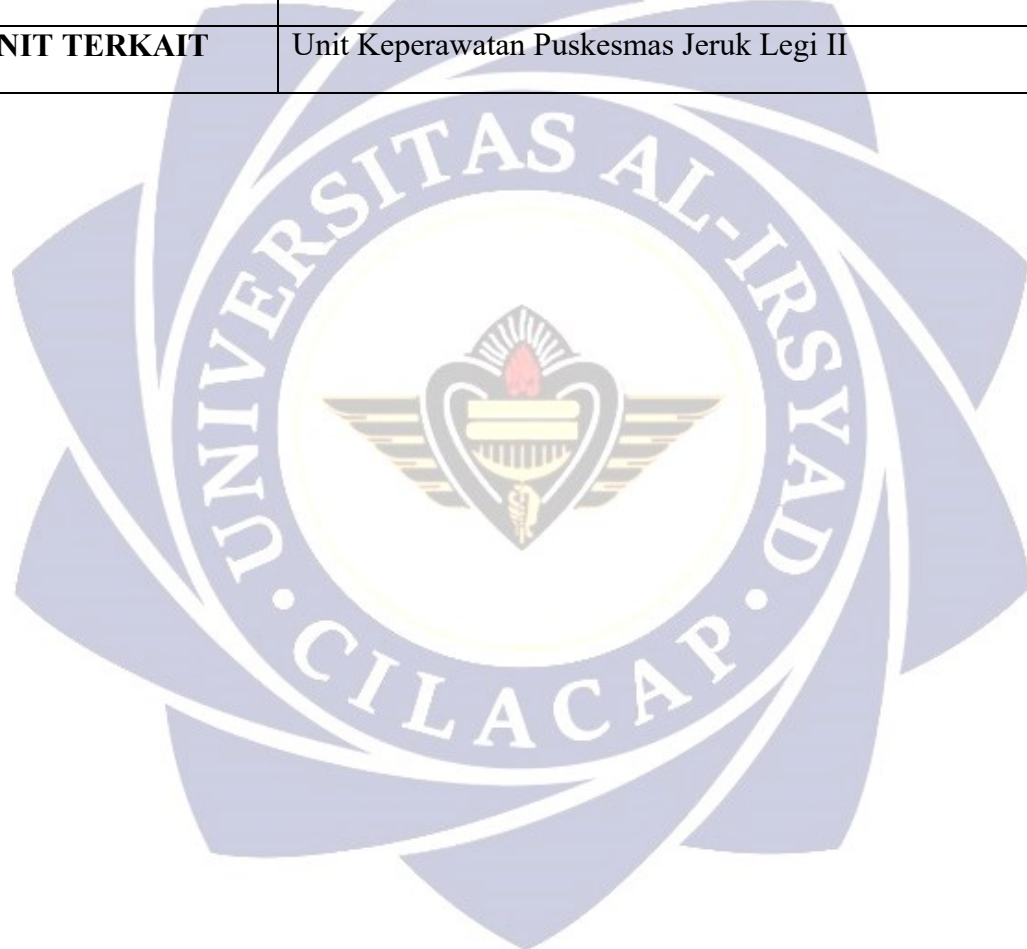 NIT TERKAIT Unit Keperawatan Puskesmas Jeruk Legi II
UNIVERSITAS AL-IRSYAD
CILACAP